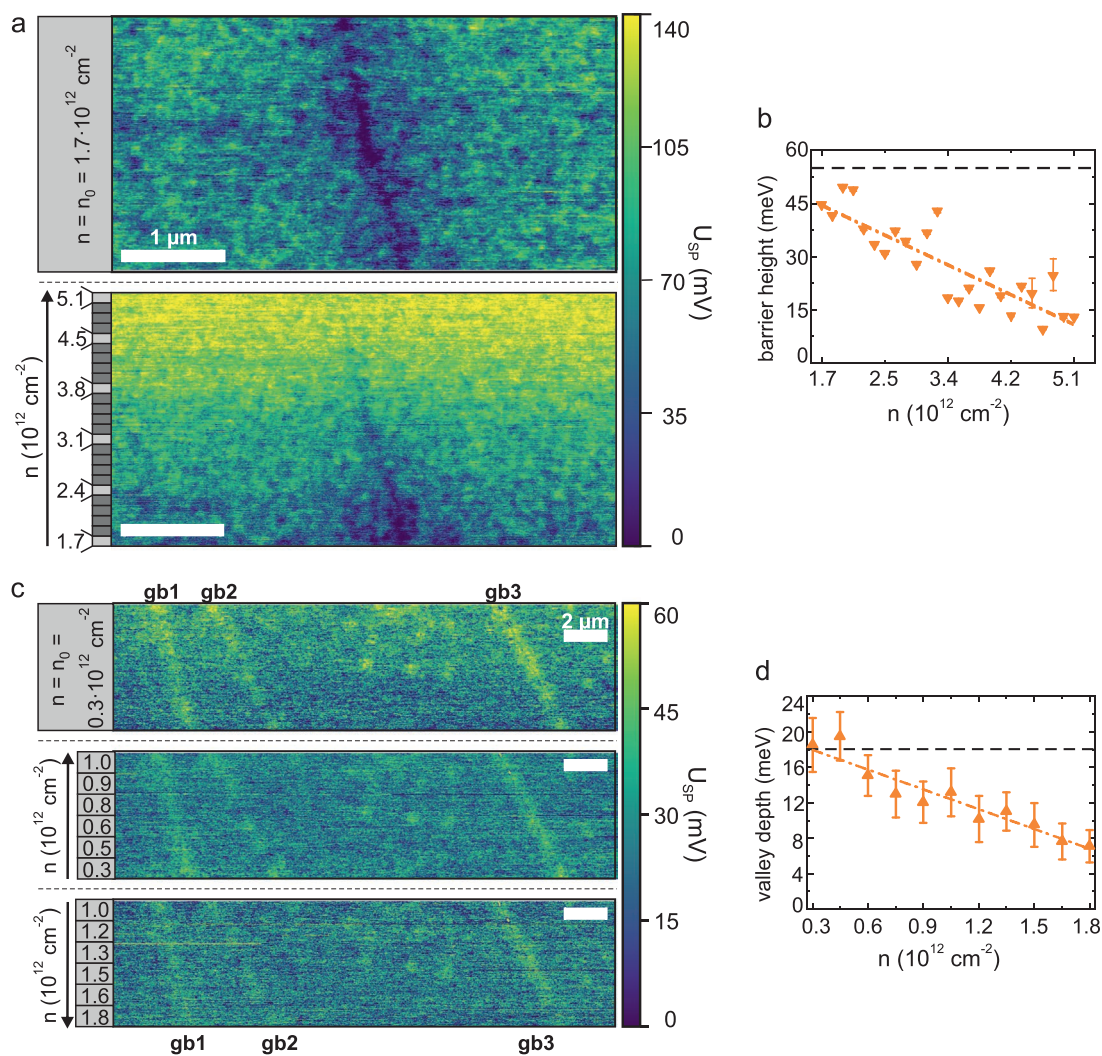 a
n = n0 = 1.7·10^12 cm^-2
1 µm
140
105
70
35
0
U_SP (mV)
5.1
4.5
3.8
3.1
2.4
1.7
n (10^12 cm^-2)
b
60
45
30
15
0
barrier height (meV)
1.7 2.5 3.4 4.2 5.1
n (10^12 cm^-2)
c
gb1 gb2 gb3
n = n0 =
0.3·10^12 cm^-2
2 µm
60
45
30
15
0
U_SP (mV)
n (10^12 cm^-2)
1.0
0.9
0.8
0.6
0.5
0.3
n (10^12 cm^-2)
1.0
1.2
1.3
1.5
1.6
1.8
gb1 gb2 gb3
d
24
20
16
12
8
4
0
valley depth (meV)
0.3 0.6 0.9 1.2 1.5 1.8
n (10^12 cm^-2)